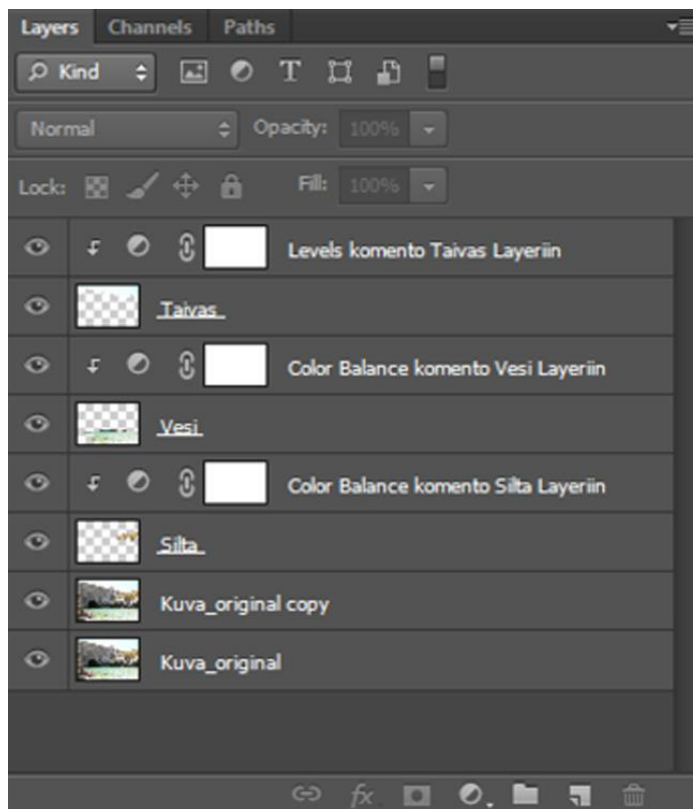 Layers Channels Paths
Kind T
Normal Opacity: 100%
Lock: Fill: 100%
Levels komento Taivas Layeriin
Taivas
Color Balance komento Vesi Layeriin
Vesi
Color Balance komento Silta Layeriin
Silta
Kuva_original copy
Kuva_original
fx